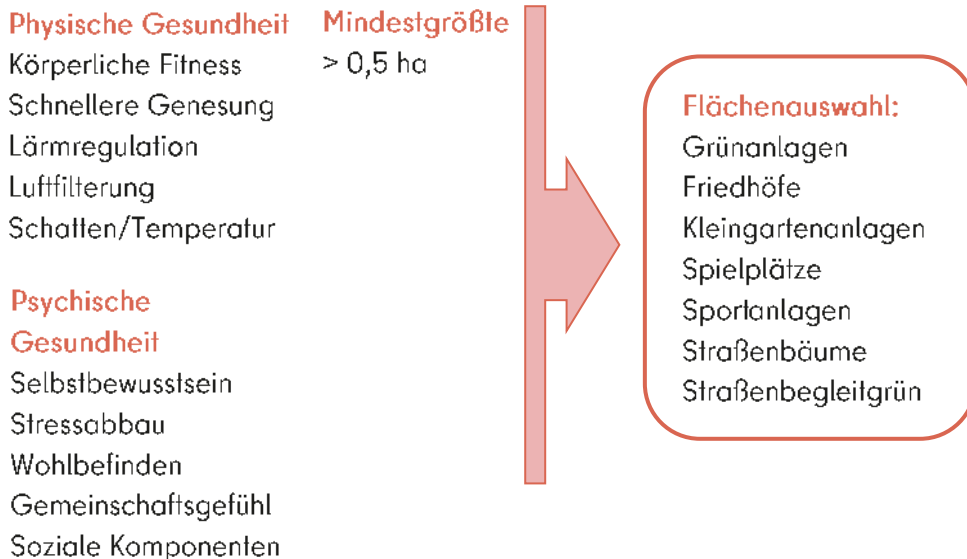 Physische Gesundheit
Körperliche Fitness
Schnellere Genesung
Lärmregulation
Luftfilterung
Schatten/Temperatur
Psychische
Gesundheit
Selbstbewusstsein
Stressabbau
Wohlbefinden
Gemeinschaftsgefühl
Soziale Komponenten
Mindestgrößte
> 0,5 ha
Flächenauswahl:
Grünanlagen
Friedhöfe
Kleingartenanlagen
Spielplätze
Sportanlagen
Straßenbäume
Straßenbegleitgrün